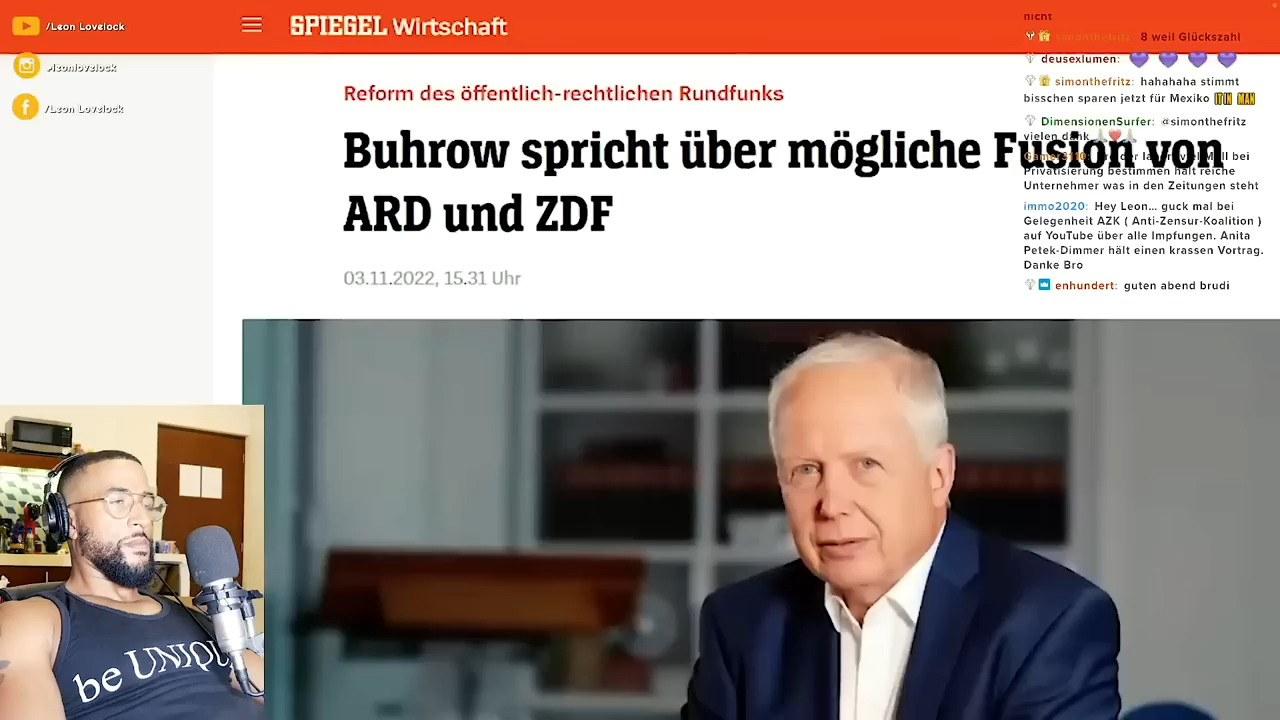 /Leon Lovelock
/leonlovelock
/Leon Lovelock
SPIEGEL Wirtschaft
Reform des öffentlich-rechtlichen Rundfunks
Buhrow spricht über mögliche Fusion von
ARD und ZDF
03.11.2022, 15.31 Uhr
nicht
simonthefritz: 8 weil Glückszahl
deusexlumen:
simonthefritz: hahahaha stimmt
bisschen sparen jetzt für Mexiko
DimensionenSurfer: @simonthefritz
vielen dank
bei
Privatisierung bestimmen halt reiche
Unternehmer was in den Zeitungen steht
immo2020: Hey Leon... guck mal bei
Gelegenheit AZK ( Anti-Zensur-Koalition )
auf YouTube über alle Impfungen. Anita
Petek-Dimmer hält einen krassen Vortrag.
Danke Bro
enhundert: guten abend brudi
be UNIQU